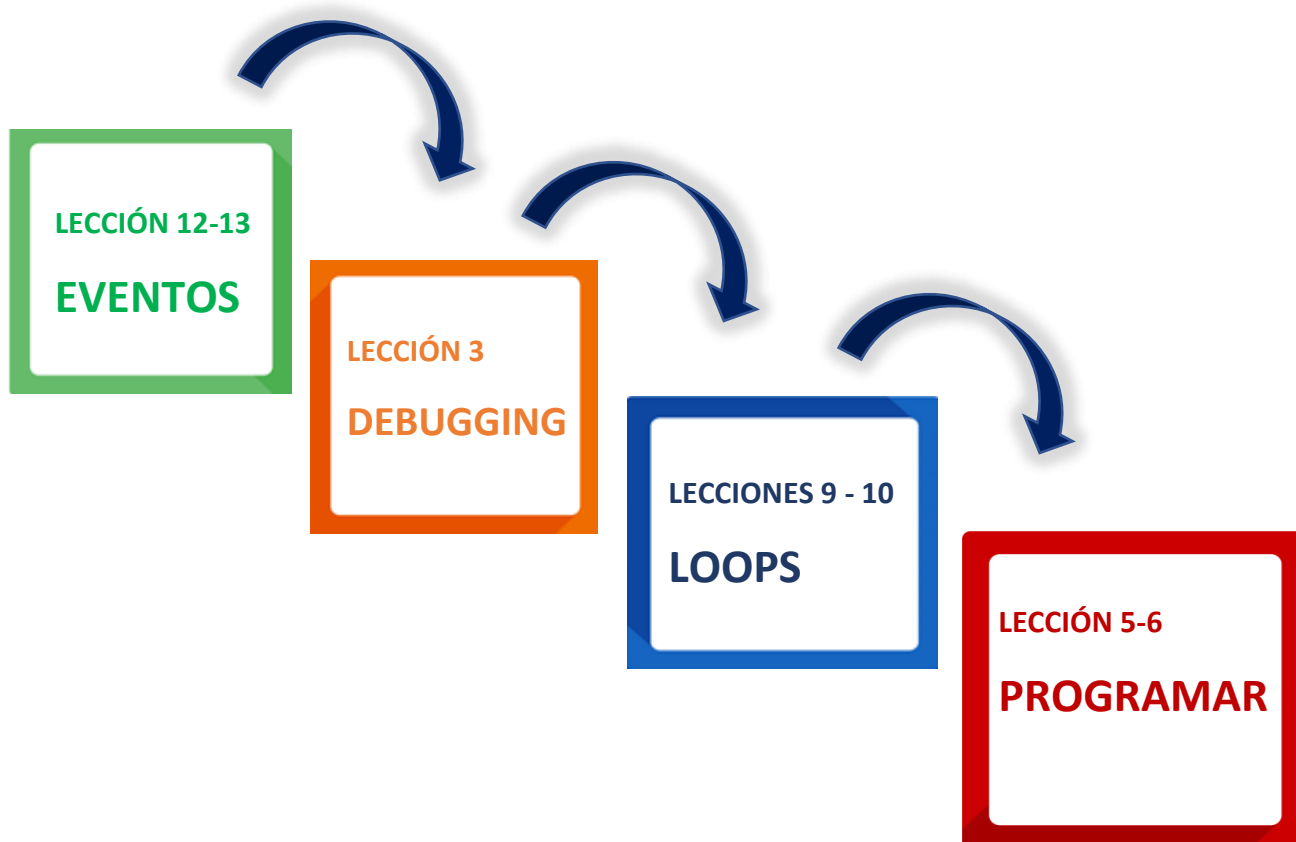 LECCIÓN 12-13
EVENTOS
LECCIÓN 3
DEBUGGING
LECCIONES 9 - 10
LOOPS
LECCIÓN 5-6
PROGRAMAR